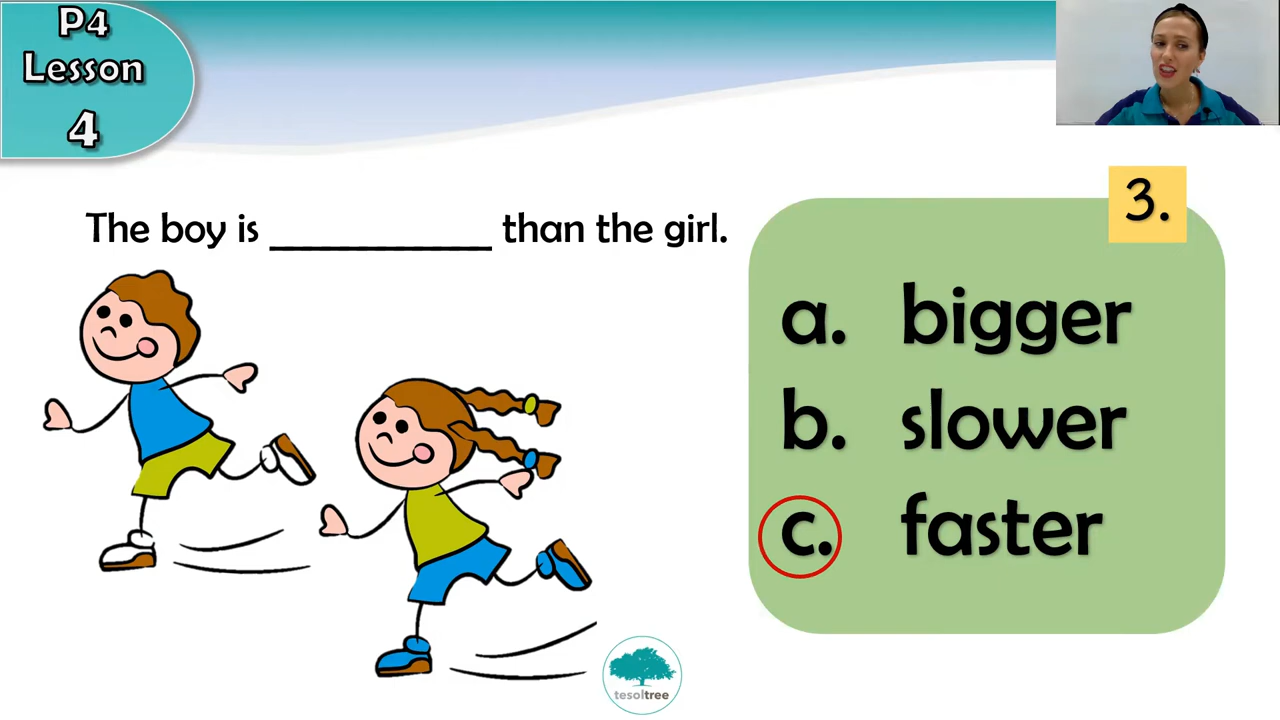 P4
Lesson
4
The boy is ____________ than the girl.
3.
a. bigger
b. slower
c. faster
tesoltree